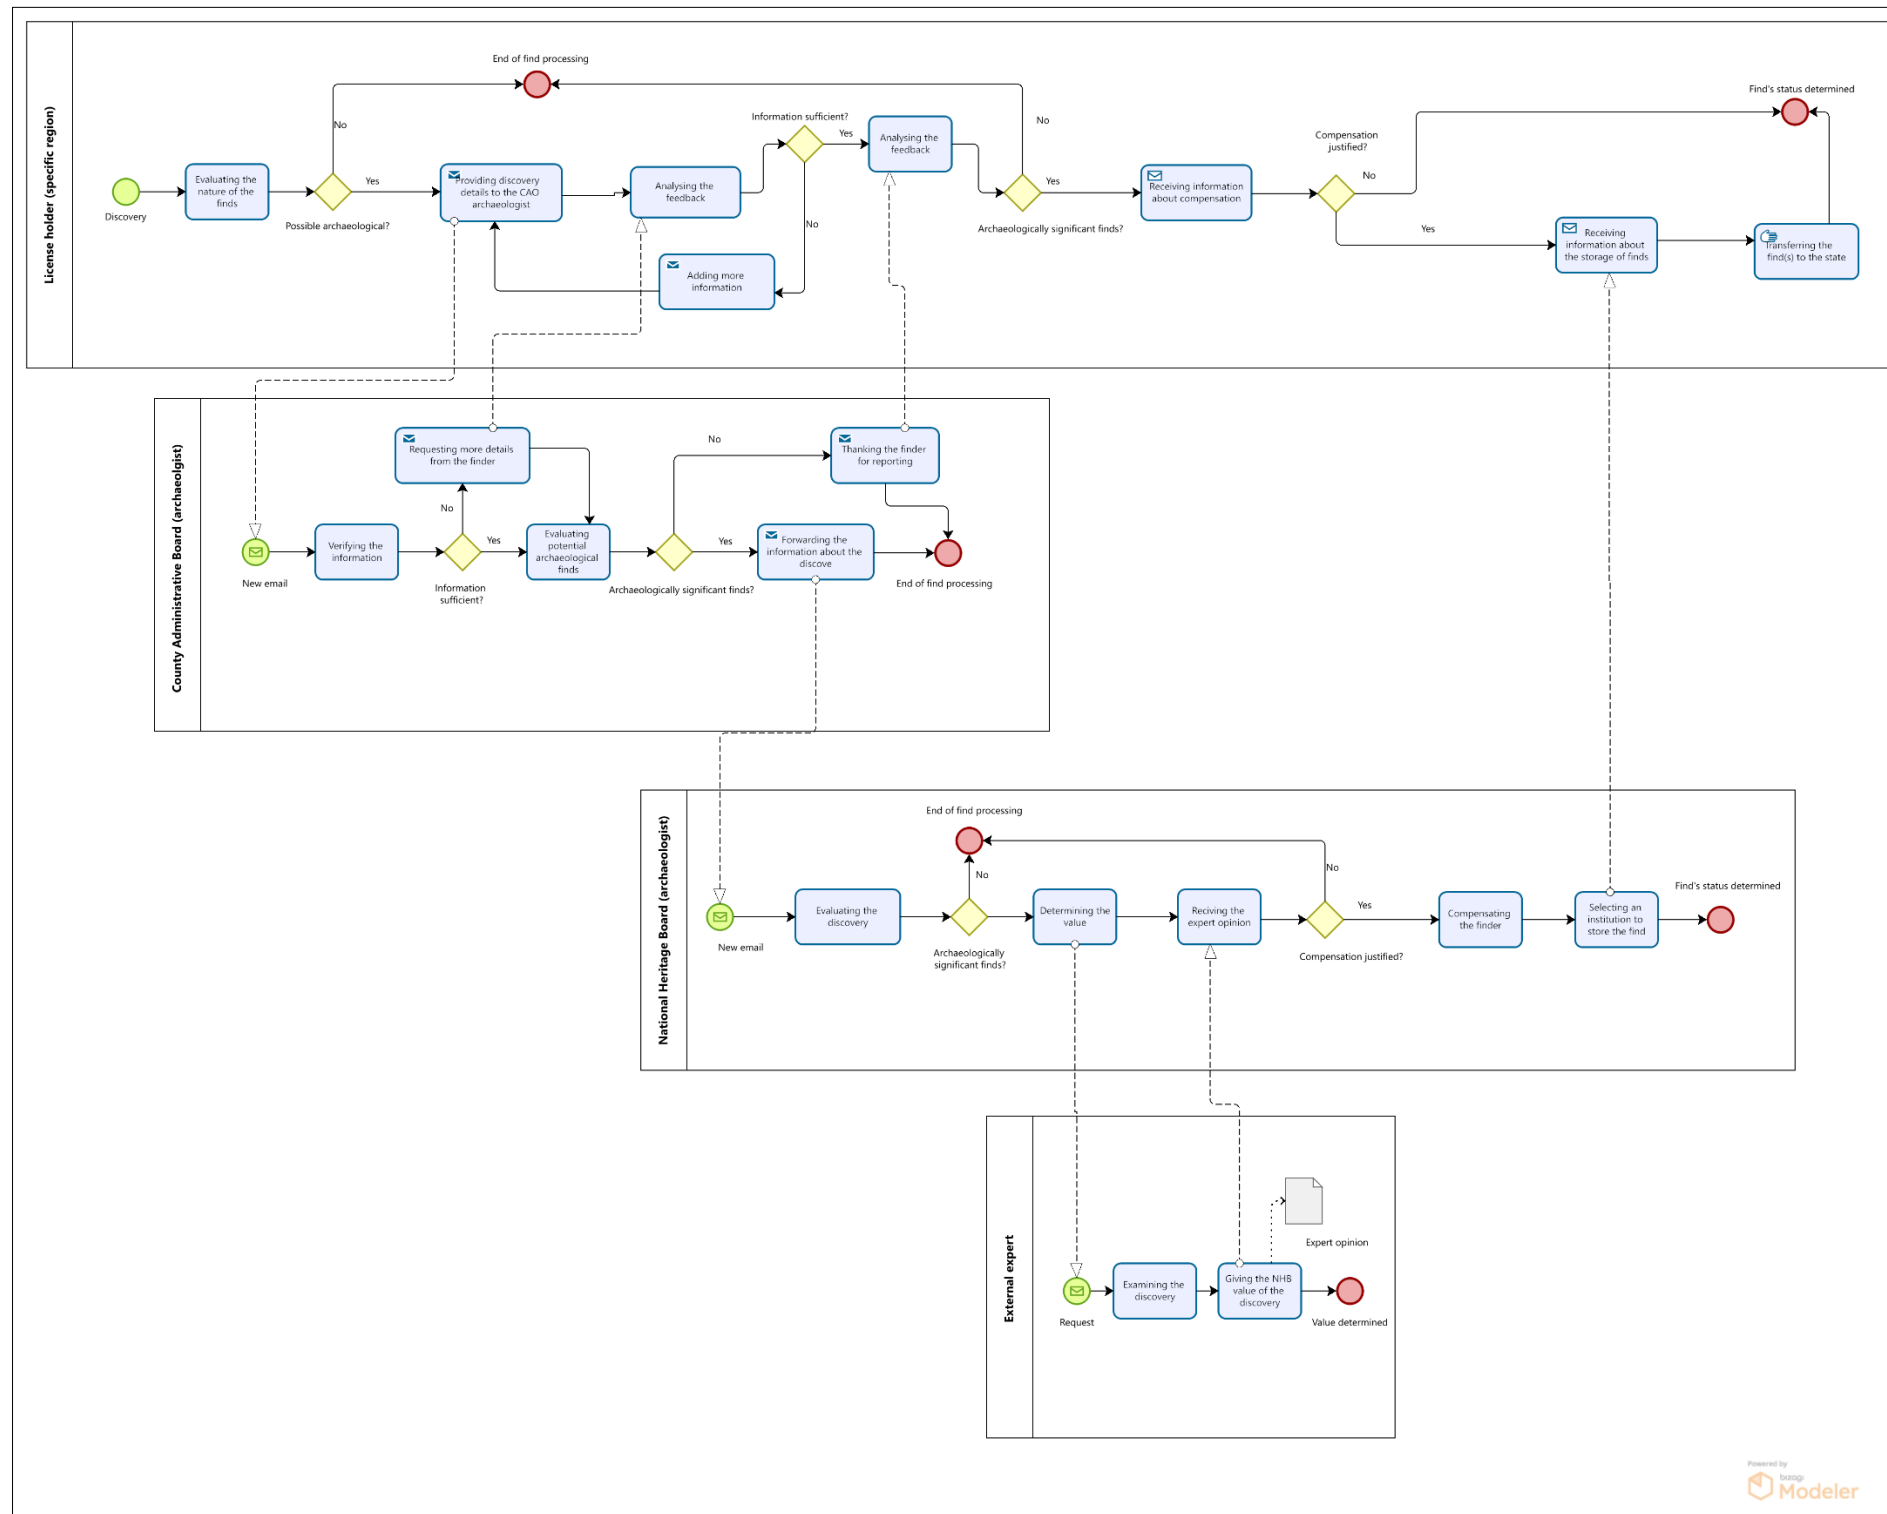 License holder (specific region)
End of find processing
Find's status determined
Information sufficient?
No
No
Yes
Compensation
justified?
Analysing the
feedback
No
Evaluating the
nature of the
finds
Yes
Providing discovery
details to the CAO
archaeologist
Analysing the
feedback
Yes
Receiving information
about compensation
Discovery
Possible archaeological?
No
Archaeologically significant finds?
Yes
Receiving
information about
the storage of finds
Transferring the
find(s) to the state
Adding more
information
County Administrative Board (archaeolgist)
Requesting more details
from the finder
No
Thanking the finder
for reporting
No
Verifying the
information
Yes
Evaluating
potential
archaeological
finds
Yes
Forwarding the
information about the
discove
New email
Information
sufficient?
Archaeologically significant finds?
End of find processing
National Heritage Board (archaeologist)
End of find processing
No
No
Find's status determined
Evaluating the
discovery
Determining the
value
Reciving the
expert opinion
Yes
Compensating
the finder
Selecting an
institution to
store the find
New email
Archaeologically
significant finds?
Compensation justified?
External expert
Expert opinion
Examining the
discovery
Giving the NHB
value of the
discovery
Request
Value determined
Powered by
bizagi
Modeler